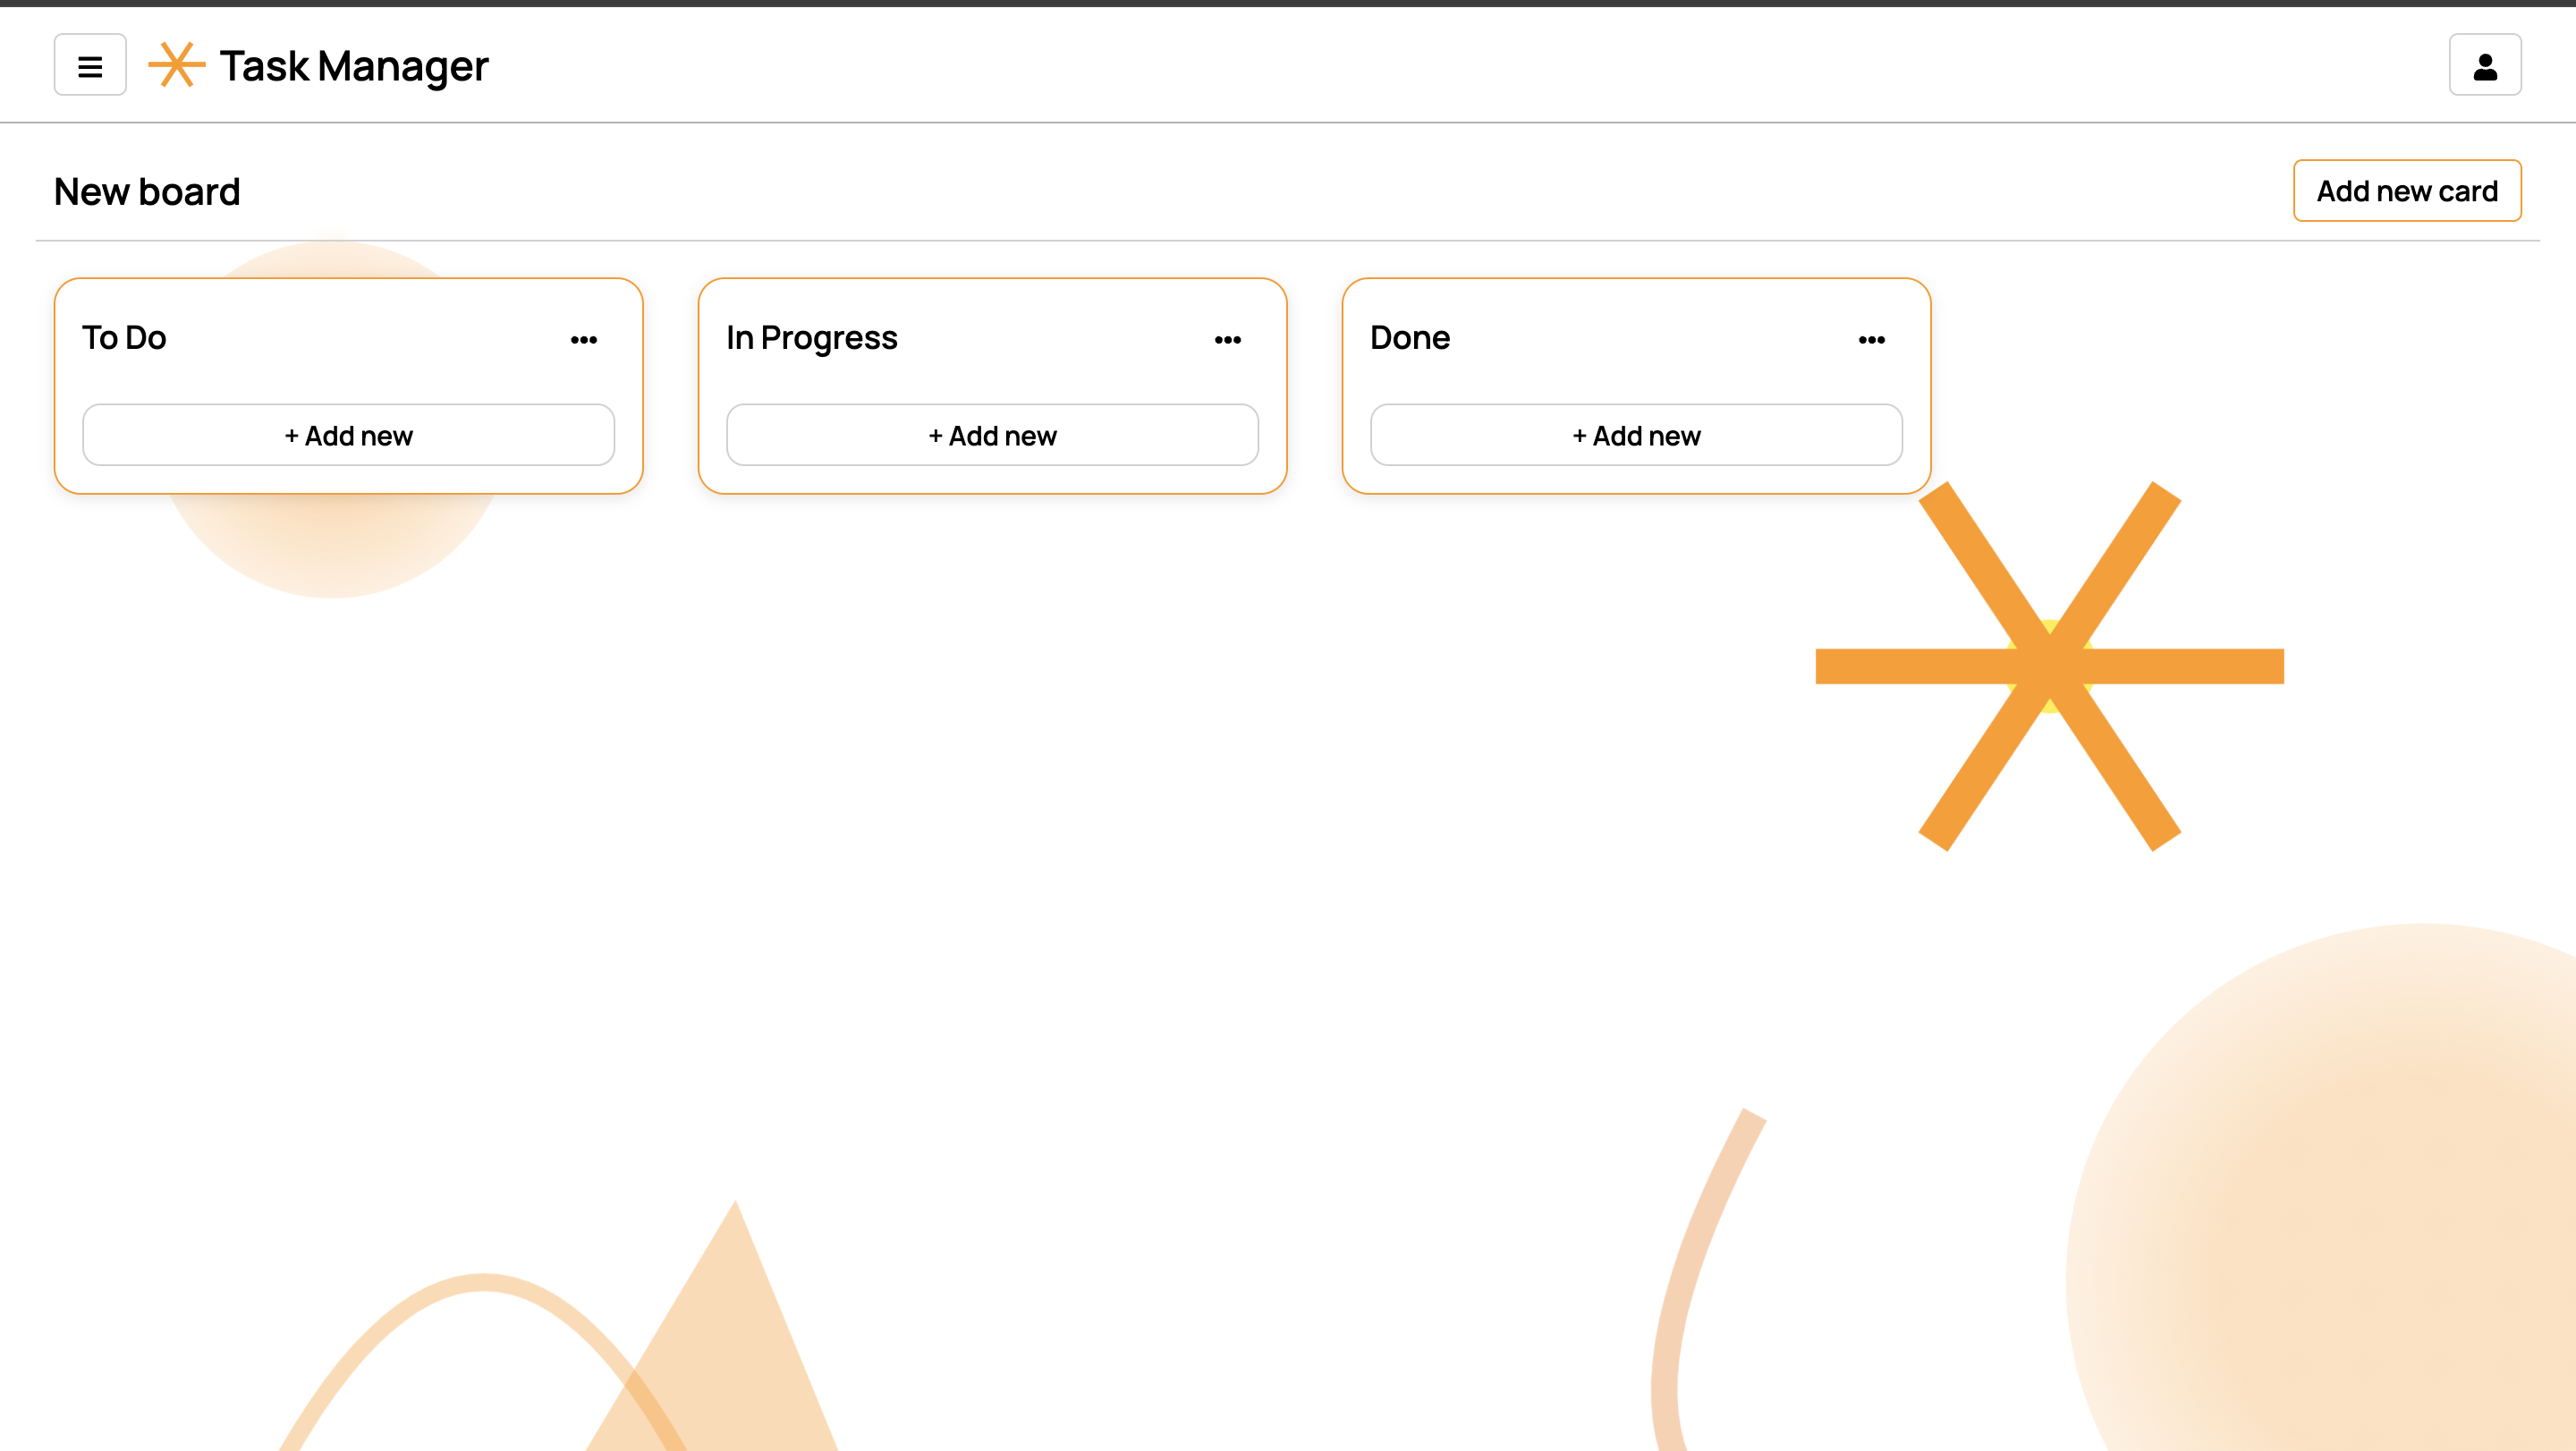 Task Manager
New board
Add new card
To Do
In Progress
Done
+ Add new
+ Add new
+ Add new